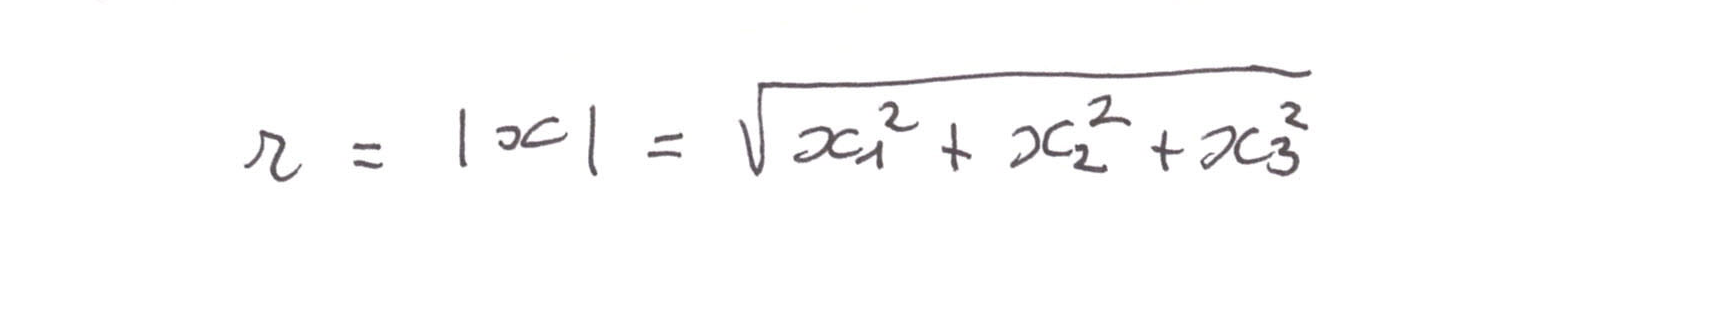 r = |x| = √(x₁² + x₂² + x₃²)